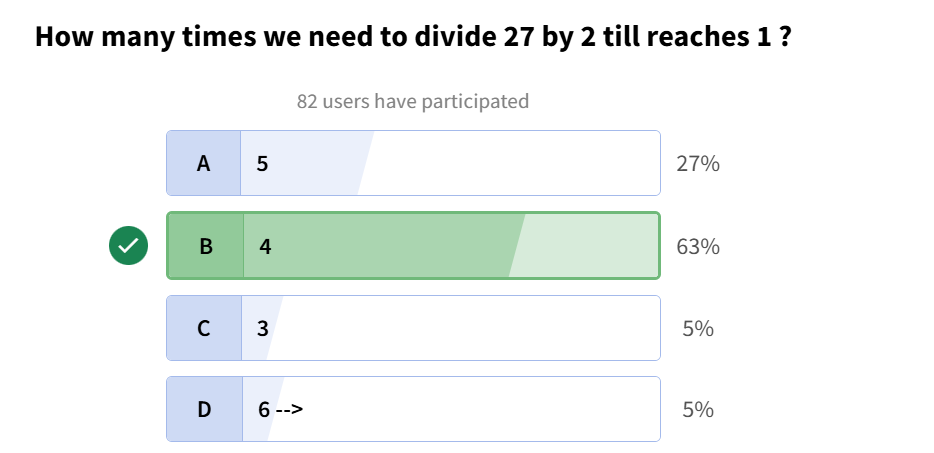 How many times we need to divide 27 by 2 till reaches 1 ?
82 users have participated
A 5 27%
B 4 63%
C 3 5%
D 6 --> 5%